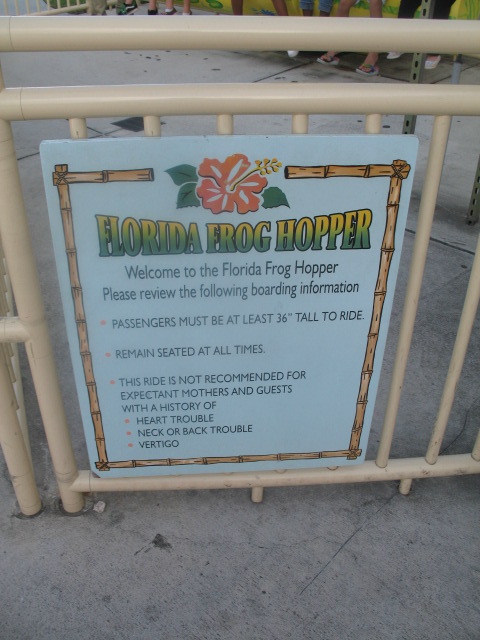 FLORIDA FROG HOPPER
Welcome to the Florida Frog Hopper
Please review the following boarding information
• PASSENGERS MUST BE AT LEAST 36" TALL TO RIDE.
• REMAIN SEATED AT ALL TIMES.
• THIS RIDE IS NOT RECOMMENDED FOR
EXPECTANT MOTHERS AND GUESTS
WITH A HISTORY OF
• HEART TROUBLE
• NECK OR BACK TROUBLE
• VERTIGO